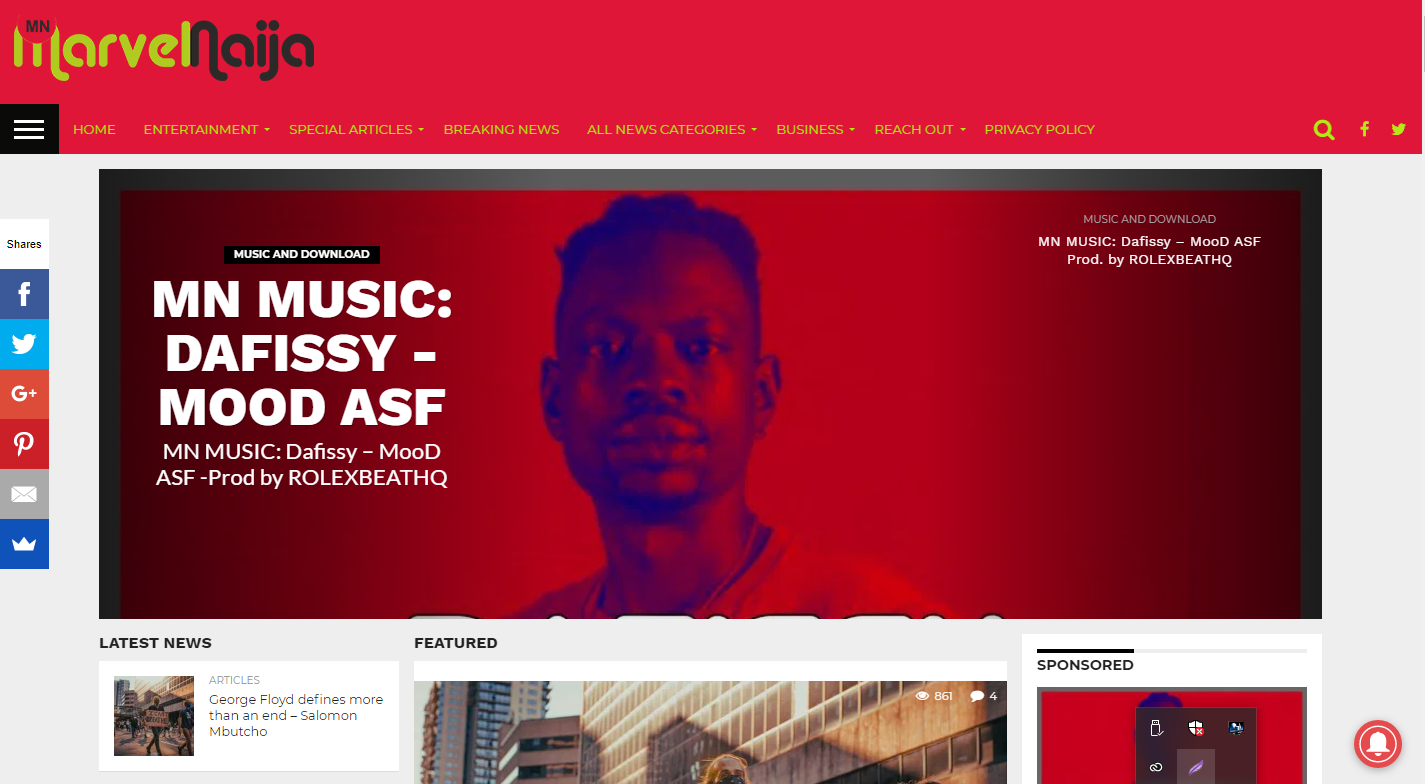 MN
MarvelNaija
HOME ENTERTAINMENT SPECIAL ARTICLES BREAKING NEWS ALL NEWS CATEGORIES BUSINESS REACH OUT PRIVACY POLICY
Shares
MUSIC AND DOWNLOAD
MN MUSIC:
DAFISSY -
MOOD ASF
MN MUSIC: Dafissy – MooD
ASF -Prod by ROLEXBEATHQ
MUSIC AND DOWNLOAD
MN MUSIC: Dafissy – MooD ASF
Prod. by ROLEXBEATHQ
LATEST NEWS
ARTICLES
George Floyd defines more
than an end – Salomon
Mbutcho
FEATURED
861 4
SPONSORED